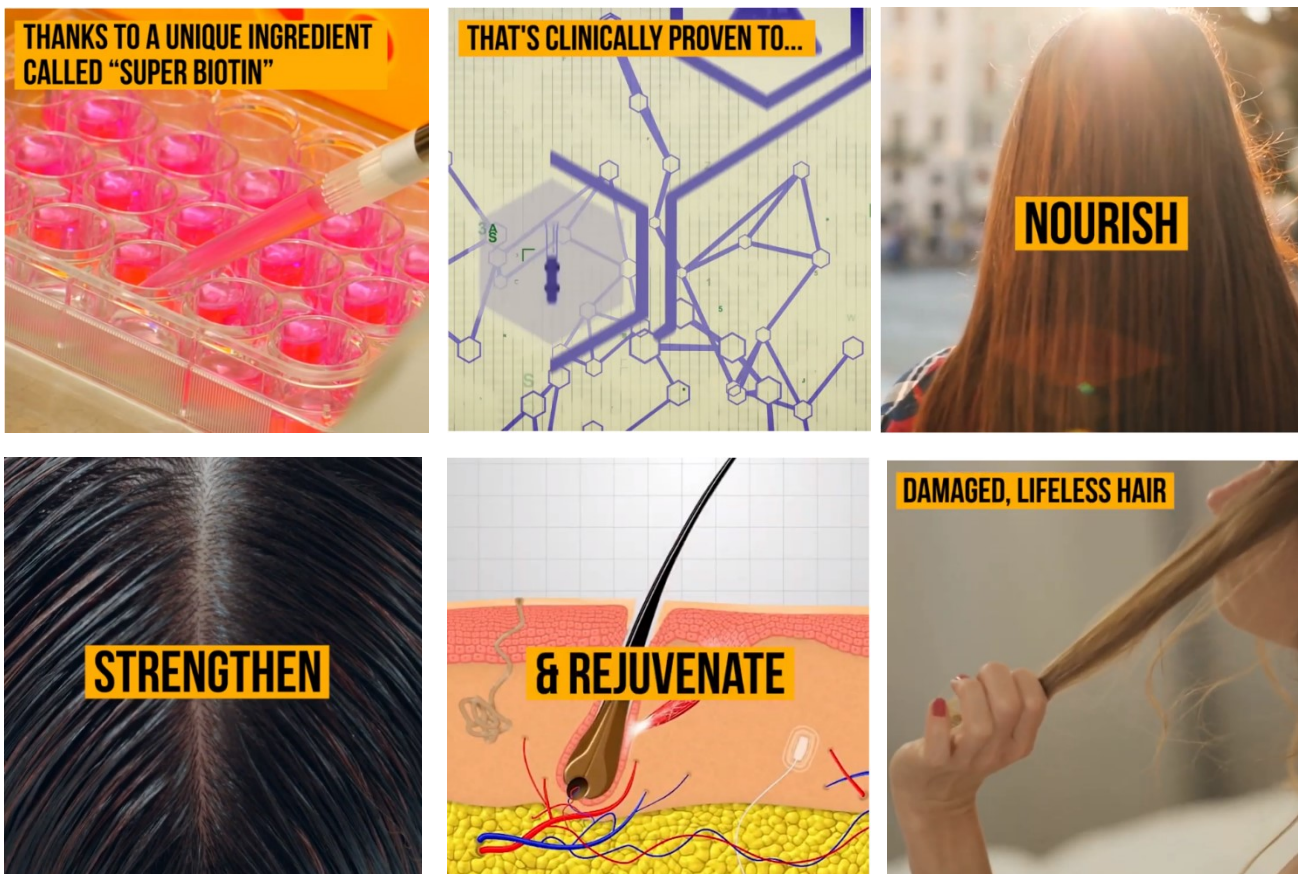 THANKS TO A UNIQUE INGREDIENT
CALLED “SUPER BIOTIN”
THAT'S CLINICALLY PROVEN TO...
NOURISH
STRENGTHEN
& REJUVENATE
DAMAGED, LIFELESS HAIR